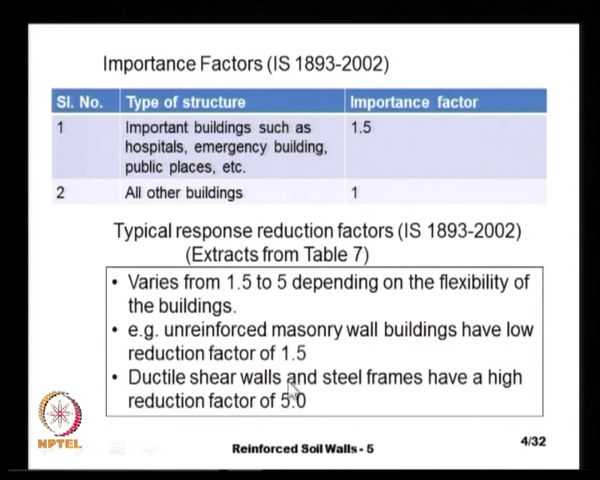 Importance Factors (IS 1893-2002)
Sl. No. Type of structure Importance factor
1 Important buildings such as 1.5
hospitals, emergency building,
public places, etc.
2 All other buildings 1
Typical response reduction factors (IS 1893-2002)
(Extracts from Table 7)
• Varies from 1.5 to 5 depending on the flexibility of
the buildings.
• e.g. unreinforced masonry wall buildings have low
reduction factor of 1.5
• Ductile shear walls and steel frames have a high
reduction factor of 5.0
NPTEL
Reinforced Soil Walls - 5
4/32